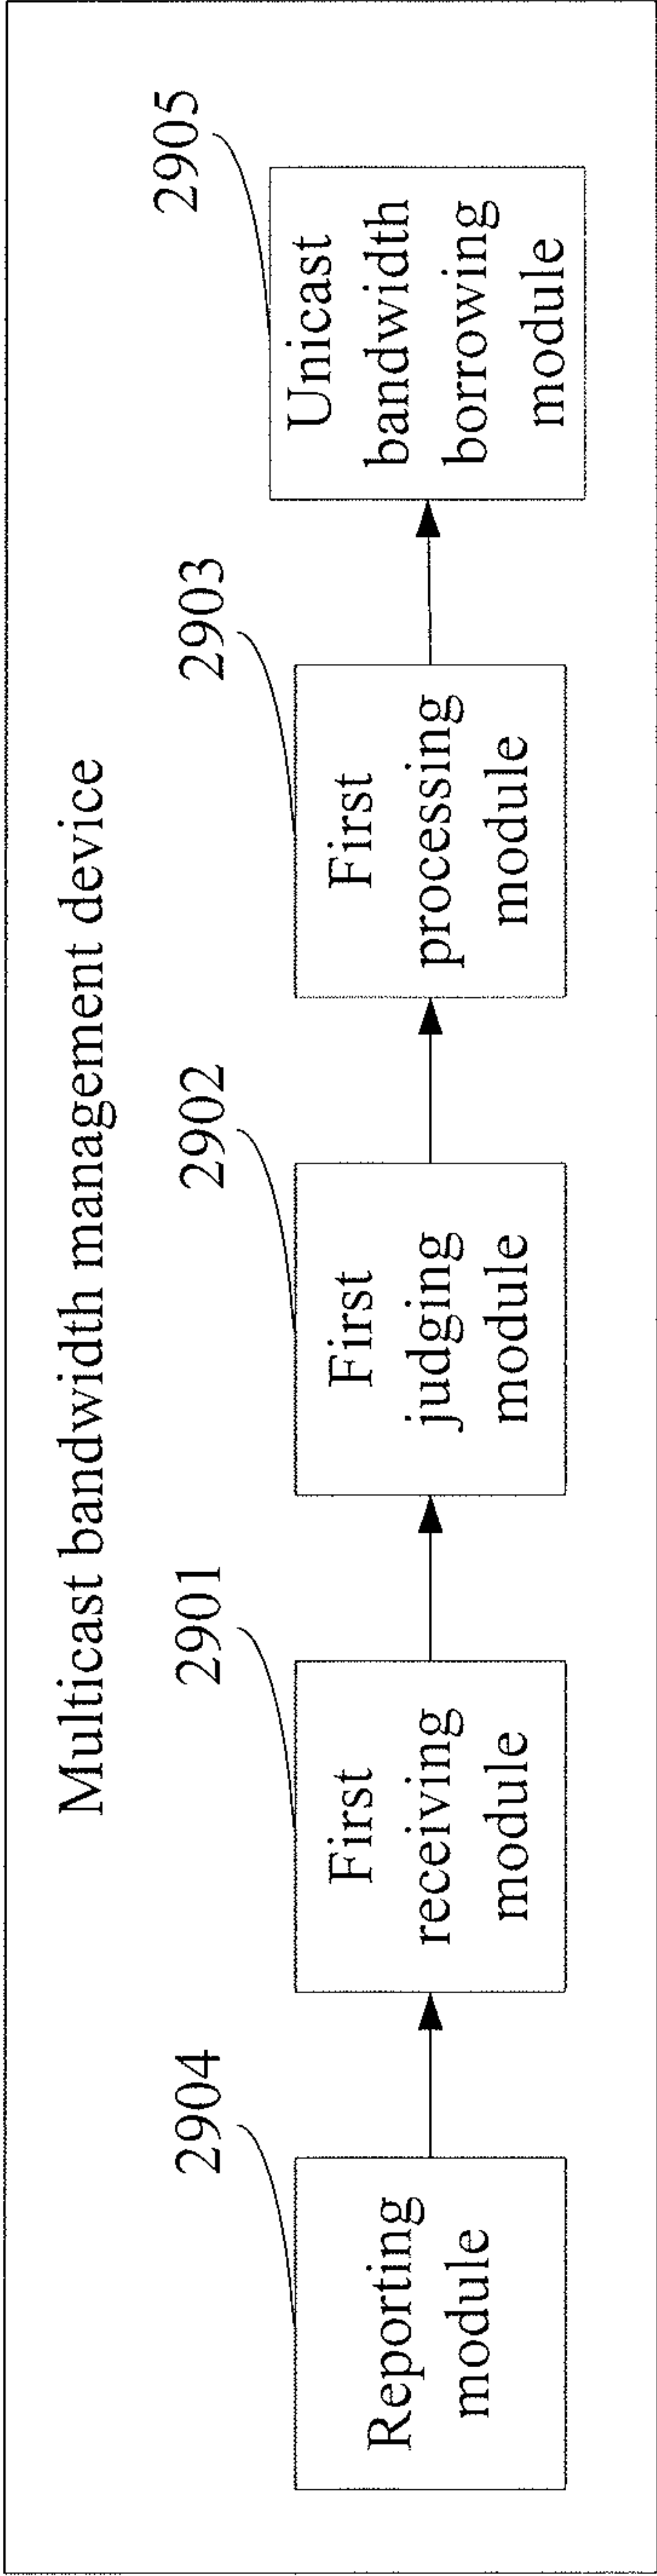 Multicast bandwidth management device
2904
Reporting
module
2901
First
receiving
module
2902
First
judging
module
2903
First
processing
module
2905
Unicast
bandwidth
borrowing
module